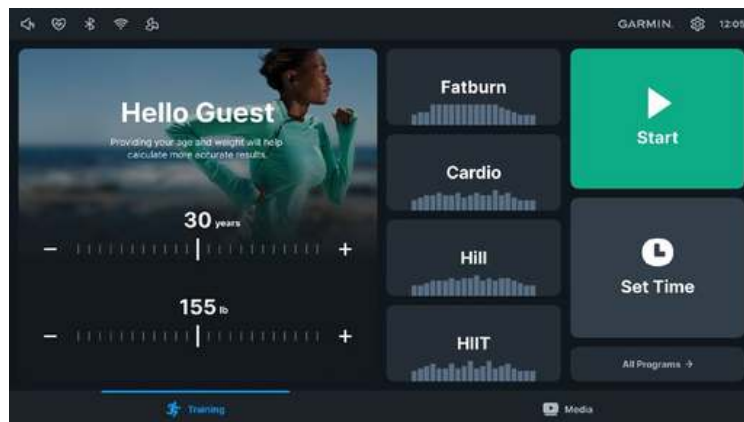 GARMIN.
12:05
Hello Guest
Providing your age and weight will help
calculate more accurate results.
30 years
155 lb
Fatburn
Cardio
Hill
HIIT
Start
Set Time
All Programs →
Training
Media